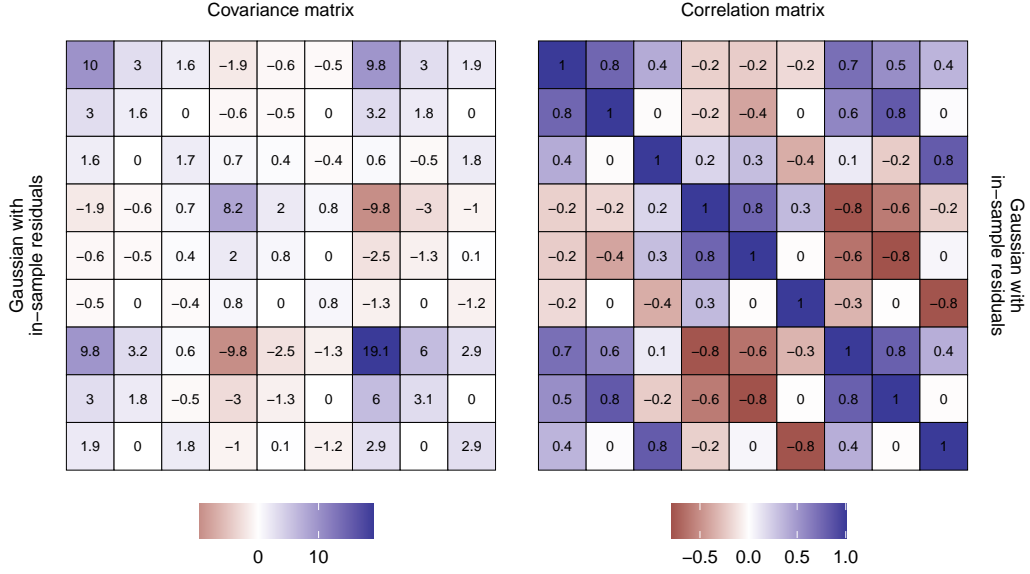 Covariance matrix
Correlation matrix
Gaussian with
in−sample residuals
10 3 1.6 −1.9 −0.6 −0.5 9.8 3 1.9
3 1.6 0 −0.6 −0.5 0 3.2 1.8 0
1.6 0 1.7 0.7 0.4 −0.4 0.6 −0.5 1.8
−1.9 −0.6 0.7 8.2 2 0.8 −9.8 −3 −1
−0.6 −0.5 0.4 2 0.8 0 −2.5 −1.3 0.1
−0.5 0 −0.4 0.8 0 0.8 −1.3 0 −1.2
9.8 3.2 0.6 −9.8 −2.5 −1.3 19.1 6 2.9
3 1.8 −0.5 −3 −1.3 0 6 3.1 0
1.9 0 1.8 −1 0.1 −1.2 2.9 0 2.9
0 10
1 0.8 0.4 −0.2 −0.2 −0.2 0.7 0.5 0.4
0.8 1 0 −0.2 −0.4 0 0.6 0.8 0
0.4 0 1 0.2 0.3 −0.4 0.1 −0.2 0.8
−0.2 −0.2 0.2 1 0.8 0.3 −0.8 −0.6 −0.2
−0.2 −0.4 0.3 0.8 1 0 −0.6 −0.8 0
−0.2 0 −0.4 0.3 0 1 −0.3 0 −0.8
0.7 0.6 0.1 −0.8 −0.6 −0.3 1 0.8 0.4
0.5 0.8 −0.2 −0.6 −0.8 0 0.8 1 0
0.4 0 0.8 −0.2 0 −0.8 0.4 0 1
−0.5 0.0 0.5 1.0
Gaussian with
in−sample residuals